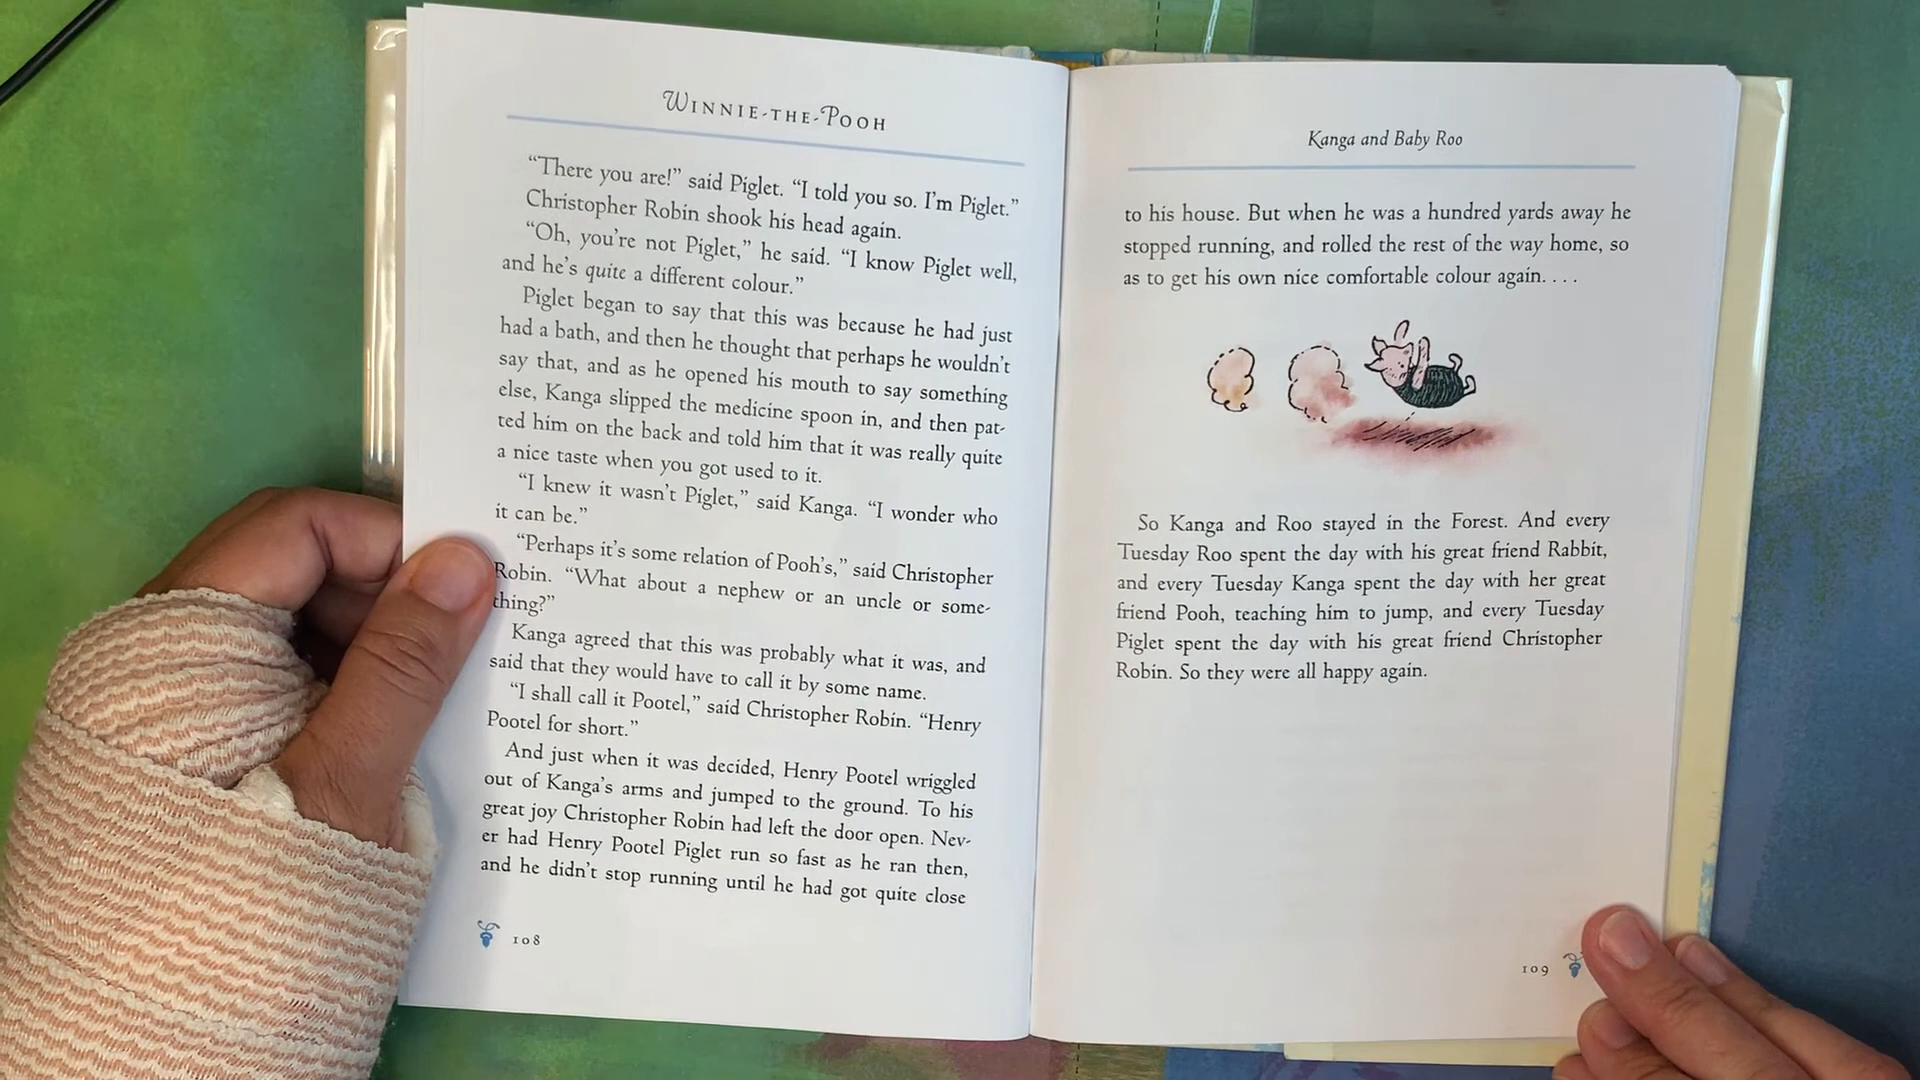 WINNIE-THE-POOH
“There you are!” said Piglet. “I told you so. I’m Piglet.”
Christopher Robin shook his head again.
“Oh, you’re not Piglet,” he said. “I know Piglet well,
and he’s quite a different colour.”
Piglet began to say that this was because he had just
had a bath, and then he thought that perhaps he wouldn’t
say that, and as he opened his mouth to say something
else, Kanga slipped the medicine spoon in, and then pat-
ted him on the back and told him that it was really quite
a nice taste when you got used to it.
“I knew it wasn’t Piglet,” said Kanga. “I wonder who
it can be.”
“Perhaps it’s some relation of Pooh’s,” said Christopher
Robin. “What about a nephew or an uncle or some-
thing?”
Kanga agreed that this was probably what it was, and
said that they would have to call it by some name.
“I shall call it Pootel,” said Christopher Robin. “Henry
Pootel for short.”
And just when it was decided, Henry Pootel wriggled
out of Kanga’s arms and jumped to the ground. To his
great joy Christopher Robin had left the door open. Nev-
er had Henry Pootel Piglet run so fast as he ran then,
and he didn’t stop running until he had got quite close
108
Kanga and Baby Roo
to his house. But when he was a hundred yards away he
stopped running, and rolled the rest of the way home, so
as to get his own nice comfortable colour again. . . .
So Kanga and Roo stayed in the Forest. And every
Tuesday Roo spent the day with his great friend Rabbit,
and every Tuesday Kanga spent the day with her great
friend Pooh, teaching him to jump, and every Tuesday
Piglet spent the day with his great friend Christopher
Robin. So they were all happy again.
109